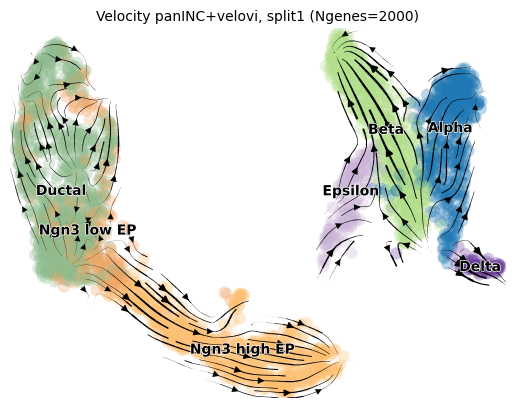 Velocity panINC+velovi, split1 (Ngenes=2000)
Beta
Alpha
Ductal
Epsilon
Ngn3 low EP
Delta
Ngn3 high EP